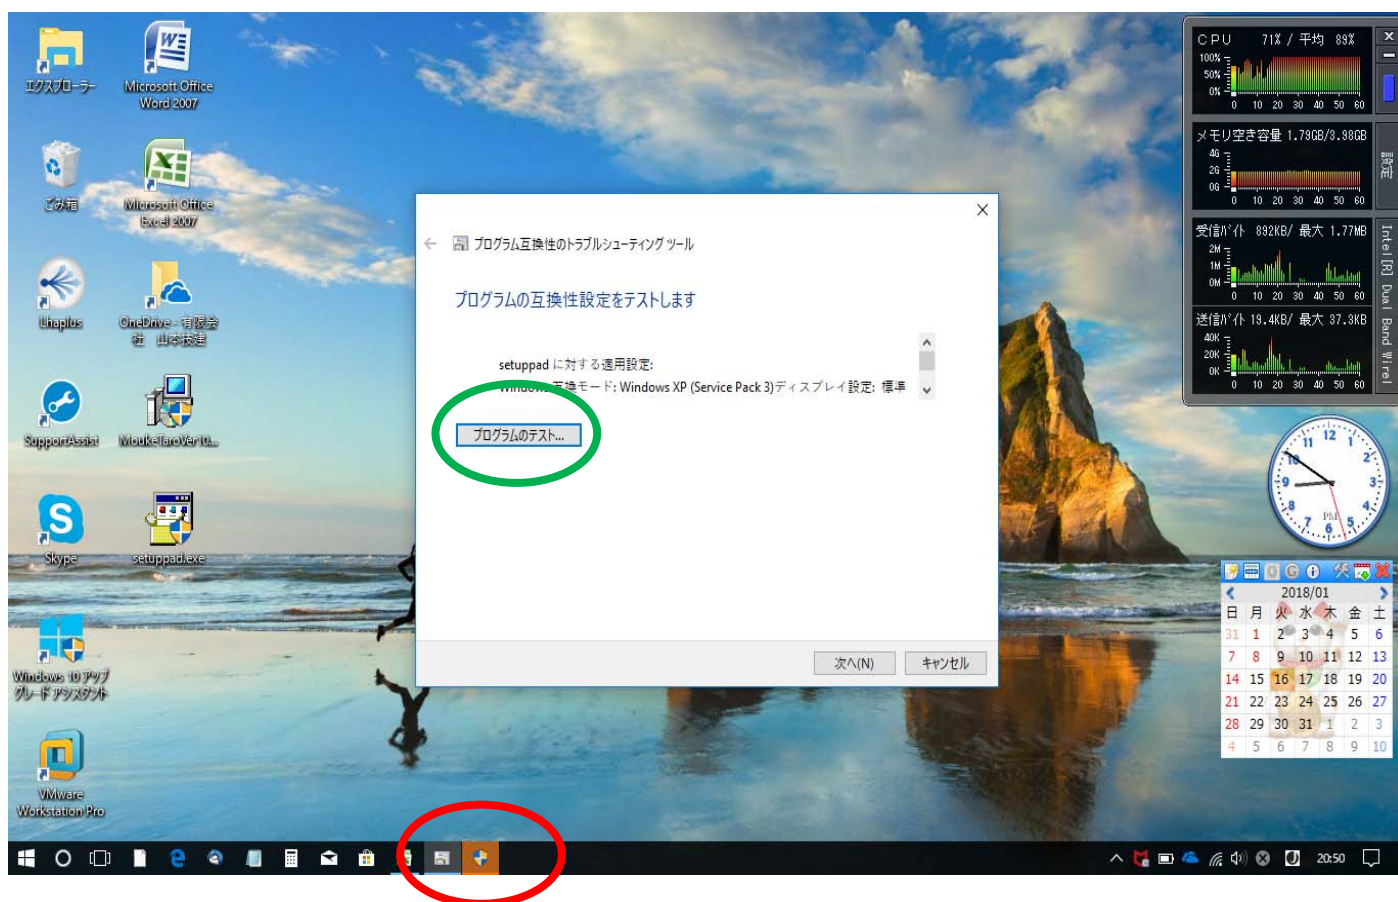 エクスプローラー
Microsoft Office
Word 2007
ごみ箱
Microsoft Office
Excel 2007
Lhaplus
OneDrive - 有限会
社 山本技建
SupportAssist
MoukeTaroVer10...
Skype
setuppad.exe
Windows 10 アップ
グレード アシスタント
VMware
Workstation Pro
プログラム互換性のトラブルシューティング ツール
プログラムの互換性設定をテストします
setuppad に対する適用設定:
Windows 互換モード: Windows XP (Service Pack 3)ディスプレイ設定: 標準
プログラムのテスト...
次へ(N)
キャンセル
CPU 71% / 平均 89%
100%
50%
0%
0 10 20 30 40 50 60
メモリ空き容量 1.79GB/3.98GB
4G
2G
0G
0 10 20 30 40 50 60
受信バイト 892KB/ 最大 1.77MB
2M
1M
0M
0 10 20 30 40 50 60
送信バイト 19.4KB/ 最大 37.3KB
40K
20K
0K
0 10 20 30 40 50 60
設定
Intel[R] Dual Band Wirel
12
1
2
3
4
5
6
7
8
9
10
11
PM
2018/01
日 月 火 水 木 金 土
31 1 2 3 4 5 6
7 8 9 10 11 12 13
14 15 16 17 18 19 20
21 22 23 24 25 26 27
28 29 30 31 1 2 3
4 5 6 7 8 9 10
20:50